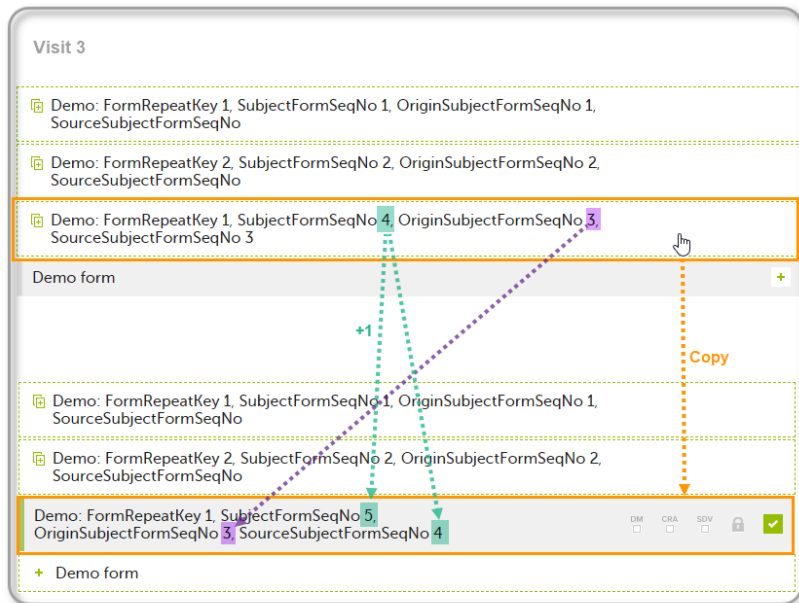 Visit 3
Demo: FormRepeatKey 1, SubjectFormSeqNo 1, OriginSubjectFormSeqNo 1,
SourceSubjectFormSeqNo
Demo: FormRepeatKey 2, SubjectFormSeqNo 2, OriginSubjectFormSeqNo 2,
SourceSubjectFormSeqNo
Demo: FormRepeatKey 1, SubjectFormSeqNo 4, OriginSubjectFormSeqNo 3,
SourceSubjectFormSeqNo 3
Demo form
+1
Copy
Demo: FormRepeatKey 1, SubjectFormSeqNo 1, OriginSubjectFormSeqNo 1,
SourceSubjectFormSeqNo
Demo: FormRepeatKey 2, SubjectFormSeqNo 2, OriginSubjectFormSeqNo 2,
SourceSubjectFormSeqNo
Demo: FormRepeatKey 1, SubjectFormSeqNo 5,
OriginSubjectFormSeqNo 3, SourceSubjectFormSeqNo 4
DM CRA SDV
+ Demo form